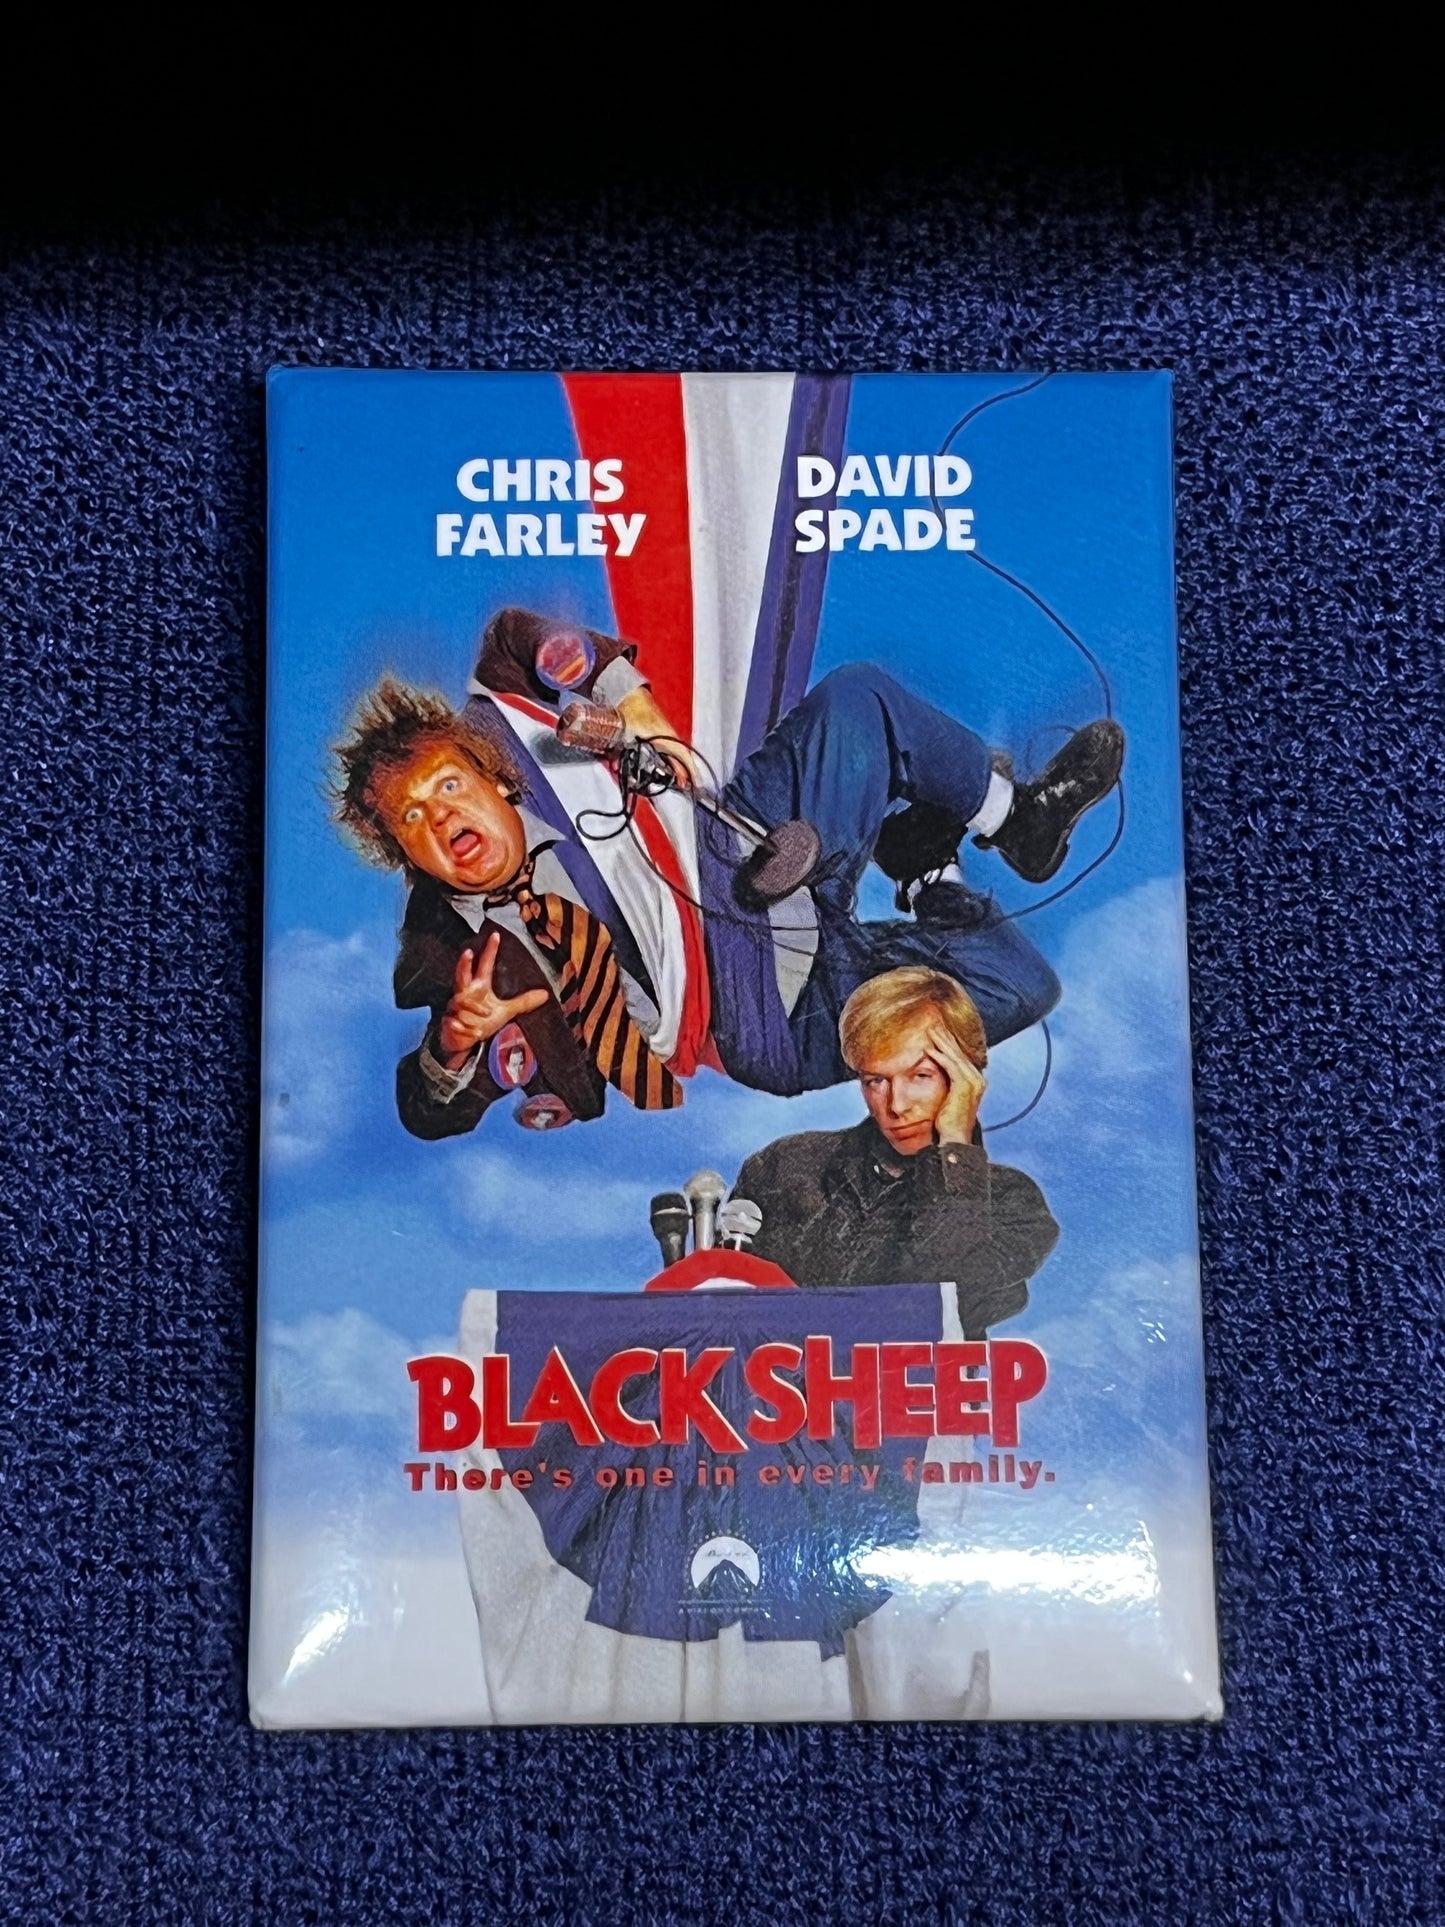 CHRIS
FARLEY
DAVID
SPADE
BLACK SHEEP
There's one in every family.